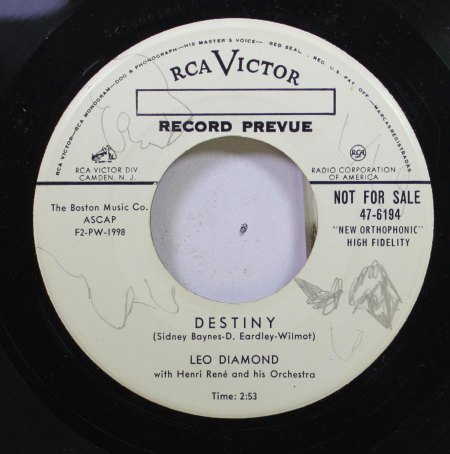 RCA VICTOR—RCA MONOGRAM—DOG & PHONOGRAPH—HIS MASTER'S VOICE— RED SEAL, REG. U.S. PAT. OFF.—MARCAS REGISTRADAS
RCA VICTOR
RECORD PREVUE
RCA VICTOR DIV.
CAMDEN, N. J.
RCA
RADIO CORPORATION
OF AMERICA
The Boston Music Co.
ASCAP
F2-PW-1998
NOT FOR SALE
47-6194
"NEW ORTHOPHONIC"
HIGH FIDELITY
DESTINY
(Sidney Baynes-D. Eardley-Wilmot)
LEO DIAMOND
with Henri René and his Orchestra
Time: 2:53